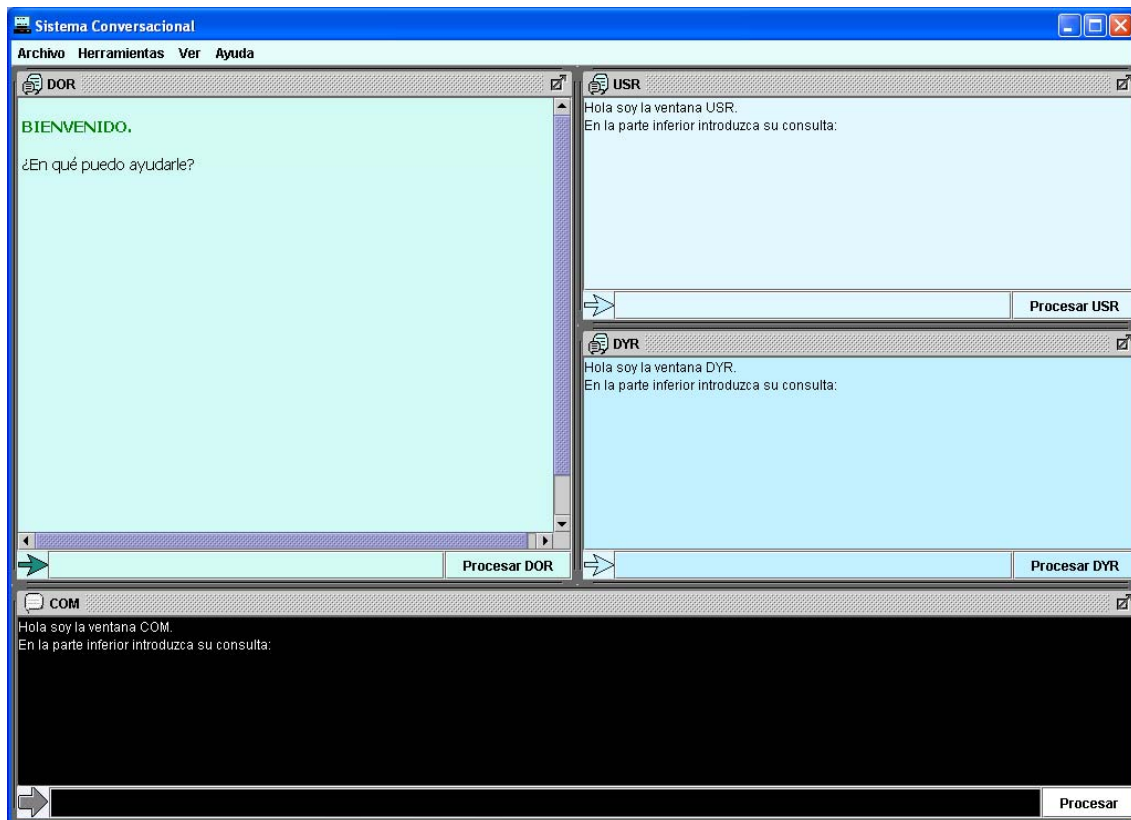 Sistema Conversacional
Archivo Herramientas Ver Ayuda
DOR
BIENVENIDO.
¿En qué puedo ayudarle?
Procesar DOR
USR
Hola soy la ventana USR.
En la parte inferior introduzca su consulta:
Procesar USR
DYR
Hola soy la ventana DYR.
En la parte inferior introduzca su consulta:
Procesar DYR
COM
Hola soy la ventana COM.
En la parte inferior introduzca su consulta:
Procesar